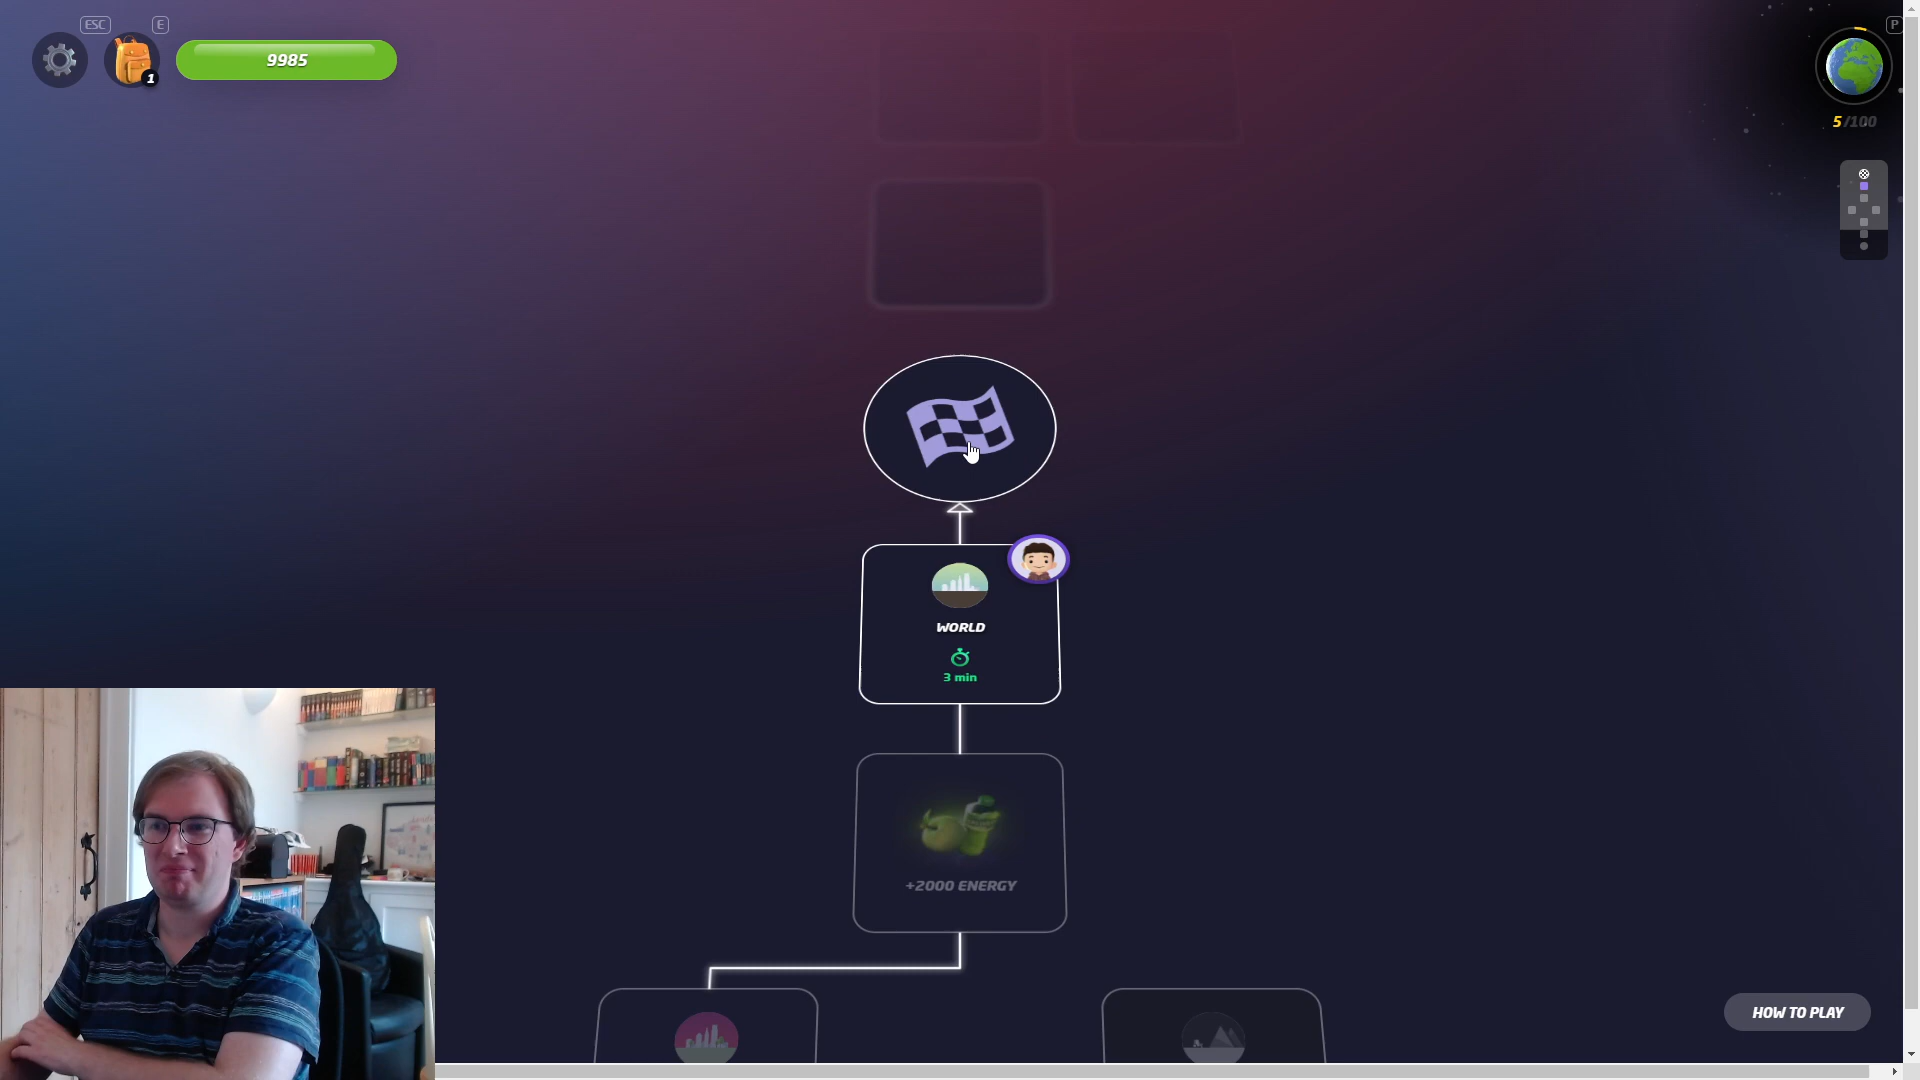 ESC
E
P
1
9985
5/100
WORLD
3 min
+2000 ENERGY
HOW TO PLAY